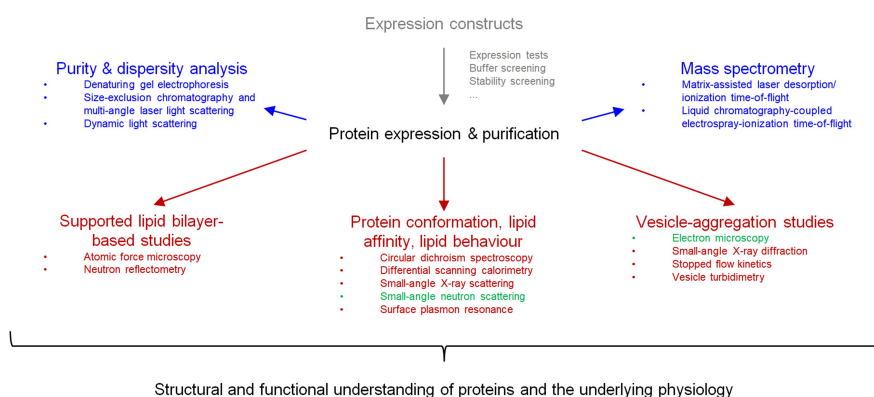 Expression constructs
Expression tests
Buffer screening
Stability screening
...
Purity & dispersity analysis
• Denaturing gel electrophoresis
• Size-exclusion chromatography and
multi-angle laser light scattering
• Dynamic light scattering
Mass spectrometry
• Matrix-assisted laser desorption/
ionization time-of-flight
• Liquid chromatography-coupled
electrospray-ionization time-of-flight
Protein expression & purification
Supported lipid bilayer-
based studies
• Atomic force microscopy
• Neutron reflectometry
Protein conformation, lipid
affinity, lipid behaviour
• Circular dichroism spectroscopy
• Differential scanning calorimetry
• Small-angle X-ray scattering
• Small-angle neutron scattering
• Surface plasmon resonance
Vesicle-aggregation studies
• Electron microscopy
• Small-angle X-ray diffraction
• Stopped flow kinetics
• Vesicle turbidimetry
Structural and functional understanding of proteins and the underlying physiology